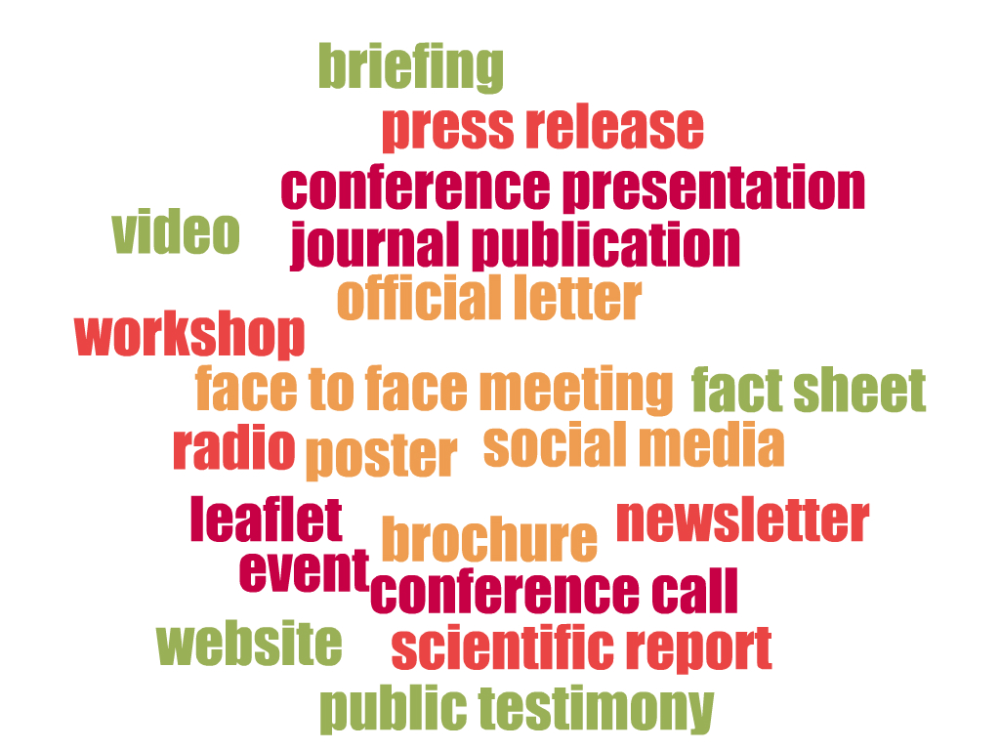 briefing
press release
conference presentation
video
journal publication
official letter
workshop
face to face meeting
fact sheet
radio
poster
social media
leaflet
brochure
newsletter
event
conference call
website
scientific report
public testimony